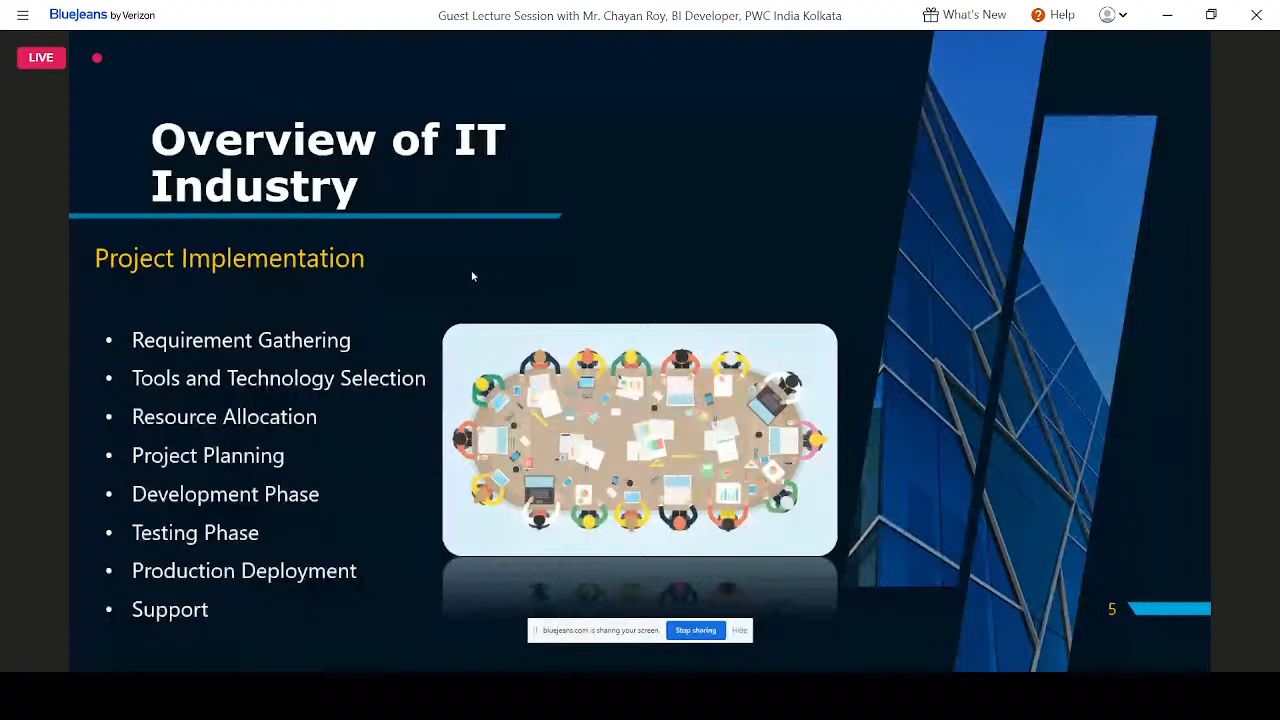 BlueJeans by Verizon
Guest Lecture Session with Mr. Chayan Roy, BI Developer, PWC India Kolkata
What's New
Help
LIVE
Overview of IT
Industry
Project Implementation
• Requirement Gathering
• Tools and Technology Selection
• Resource Allocation
• Project Planning
• Development Phase
• Testing Phase
• Production Deployment
• Support
5
bluejeans.com is sharing your screen.
Stop sharing
Hide